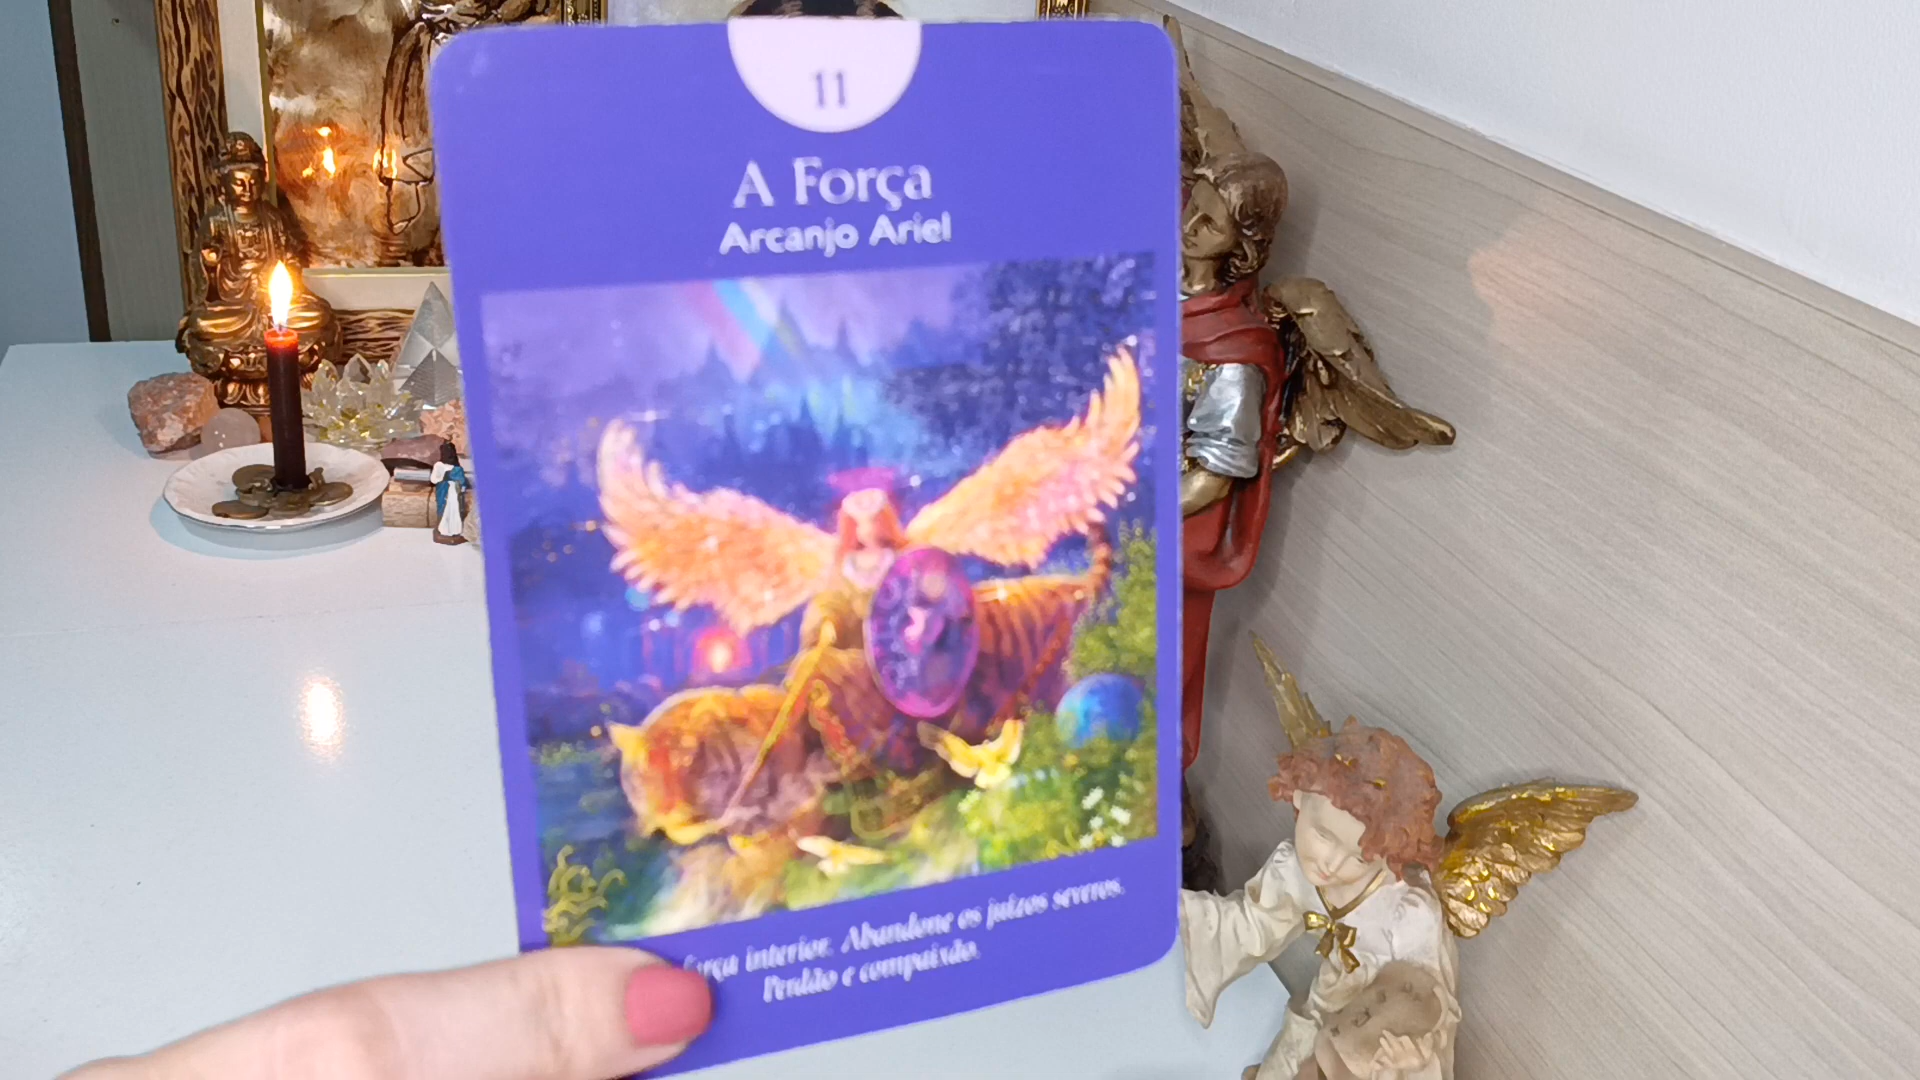 11
A Força
Arcanjo Ariel
força interior. Abandone os juízos severos.
Perdão e compaixão.